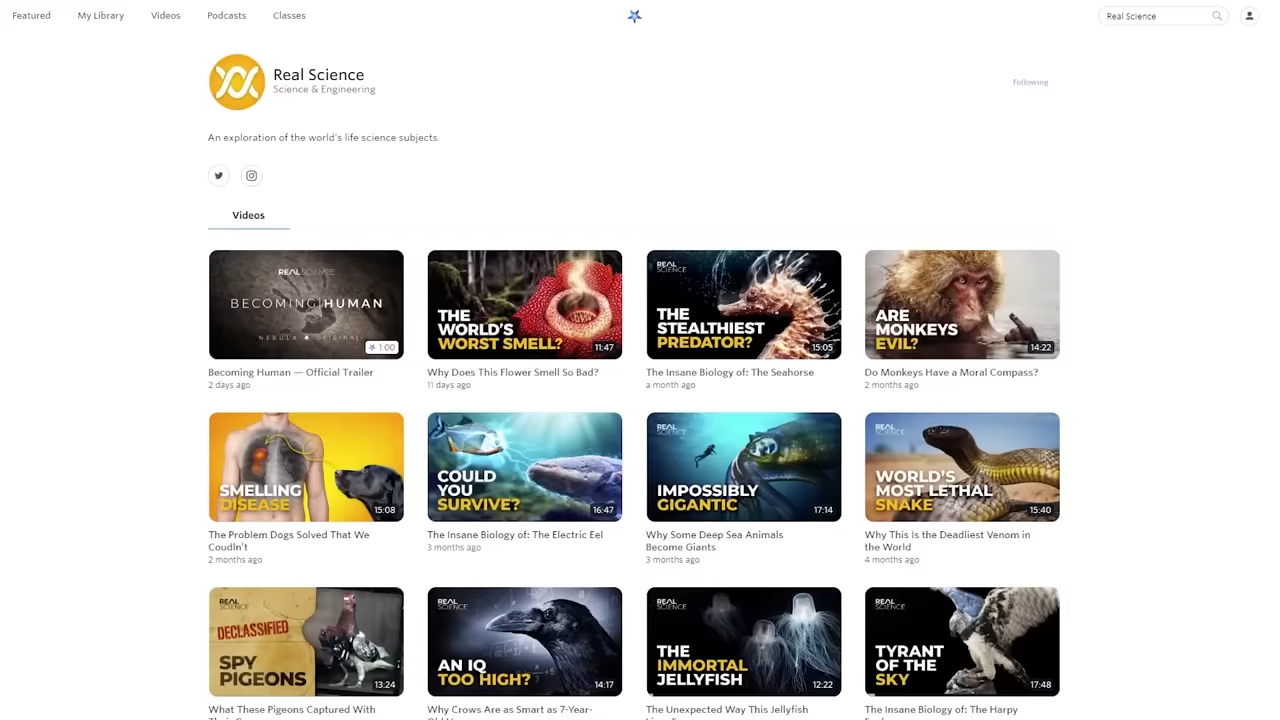 Featured
My Library
Videos
Podcasts
Classes
Real Science
Real Science
Science & Engineering
Following
An exploration of the world's life science subjects.
Videos
REALSCIENCE
BECOMING HUMAN
NEBULA ORIGINAL
1:00
THE
WORLD'S
WORST SMELL?
11:47
REAL
SCIENCE
THE
STEALTHIEST
PREDATOR?
15:05
ARE
MONKEYS
EVIL?
14:22
Becoming Human — Official Trailer
2 days ago
Why Does This Flower Smell So Bad?
11 days ago
The Insane Biology of: The Seahorse
a month ago
Do Monkeys Have a Moral Compass?
2 months ago
SMELLING
DISEASE
15:08
COULD
YOU
SURVIVE?
16:47
REAL
SCIENCE
IMPOSSIBLY
GIGANTIC
17:14
REAL
SCIENCE
WORLD'S
MOST LETHAL
SNAKE
15:40
The Problem Dogs Solved That We
Coudln't
2 months ago
The Insane Biology of: The Electric Eel
3 months ago
Why Some Deep Sea Animals
Become Giants
3 months ago
Why This Is the Deadliest Venom in
the World
4 months ago
REAL
SCIENCE
DECLASSIFIED
SPY
PIGEONS
13:24
REAL
SCIENCE
AN IQ
TOO HIGH?
14:17
REAL
SCIENCE
THE
IMMORTAL
JELLYFISH
12:22
REAL
SCIENCE
TYRANT
OF THE
SKY
17:48
What These Pigeons Captured With
Why Crows Are as Smart as 7-Year-
The Unexpected Way This Jellyfish
The Insane Biology of: The Harpy